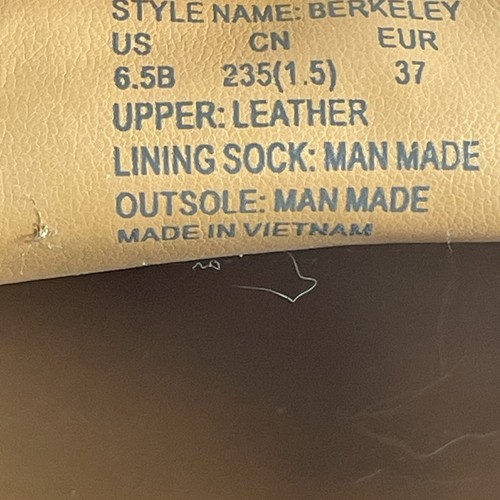 STYLE NAME: BERKELEY
US CN EUR
6.5B 235(1.5) 37
UPPER: LEATHER
LINING SOCK: MAN MADE
OUTSOLE: MAN MADE
MADE IN VIETNAM